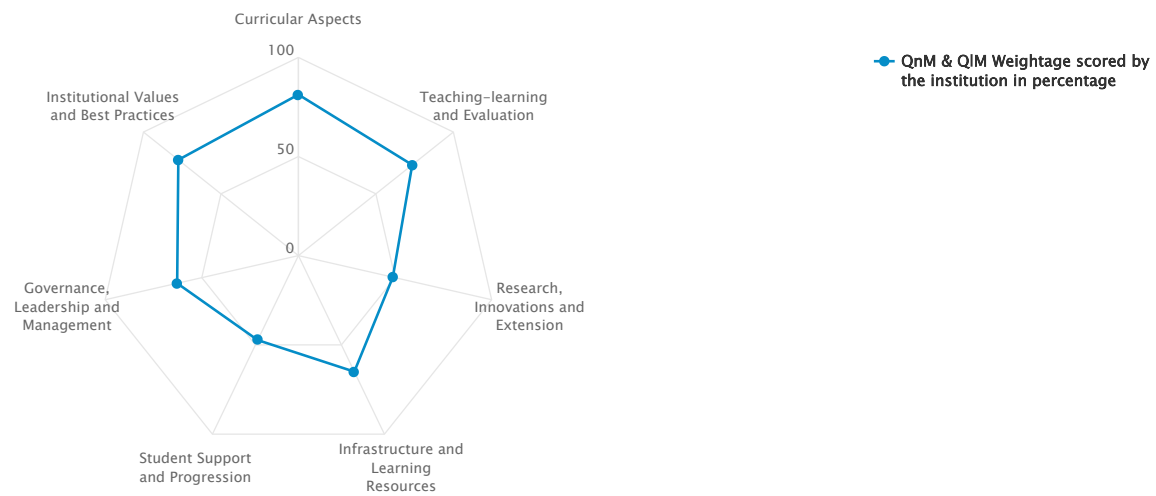 Curricular Aspects
100
50
0
Teaching-learning
and Evaluation
Research,
Innovations and
Extension
Infrastructure and
Learning
Resources
Student Support
and Progression
Governance,
Leadership and
Management
Institutional Values
and Best Practices
QnM & QlM Weightage scored by
the institution in percentage